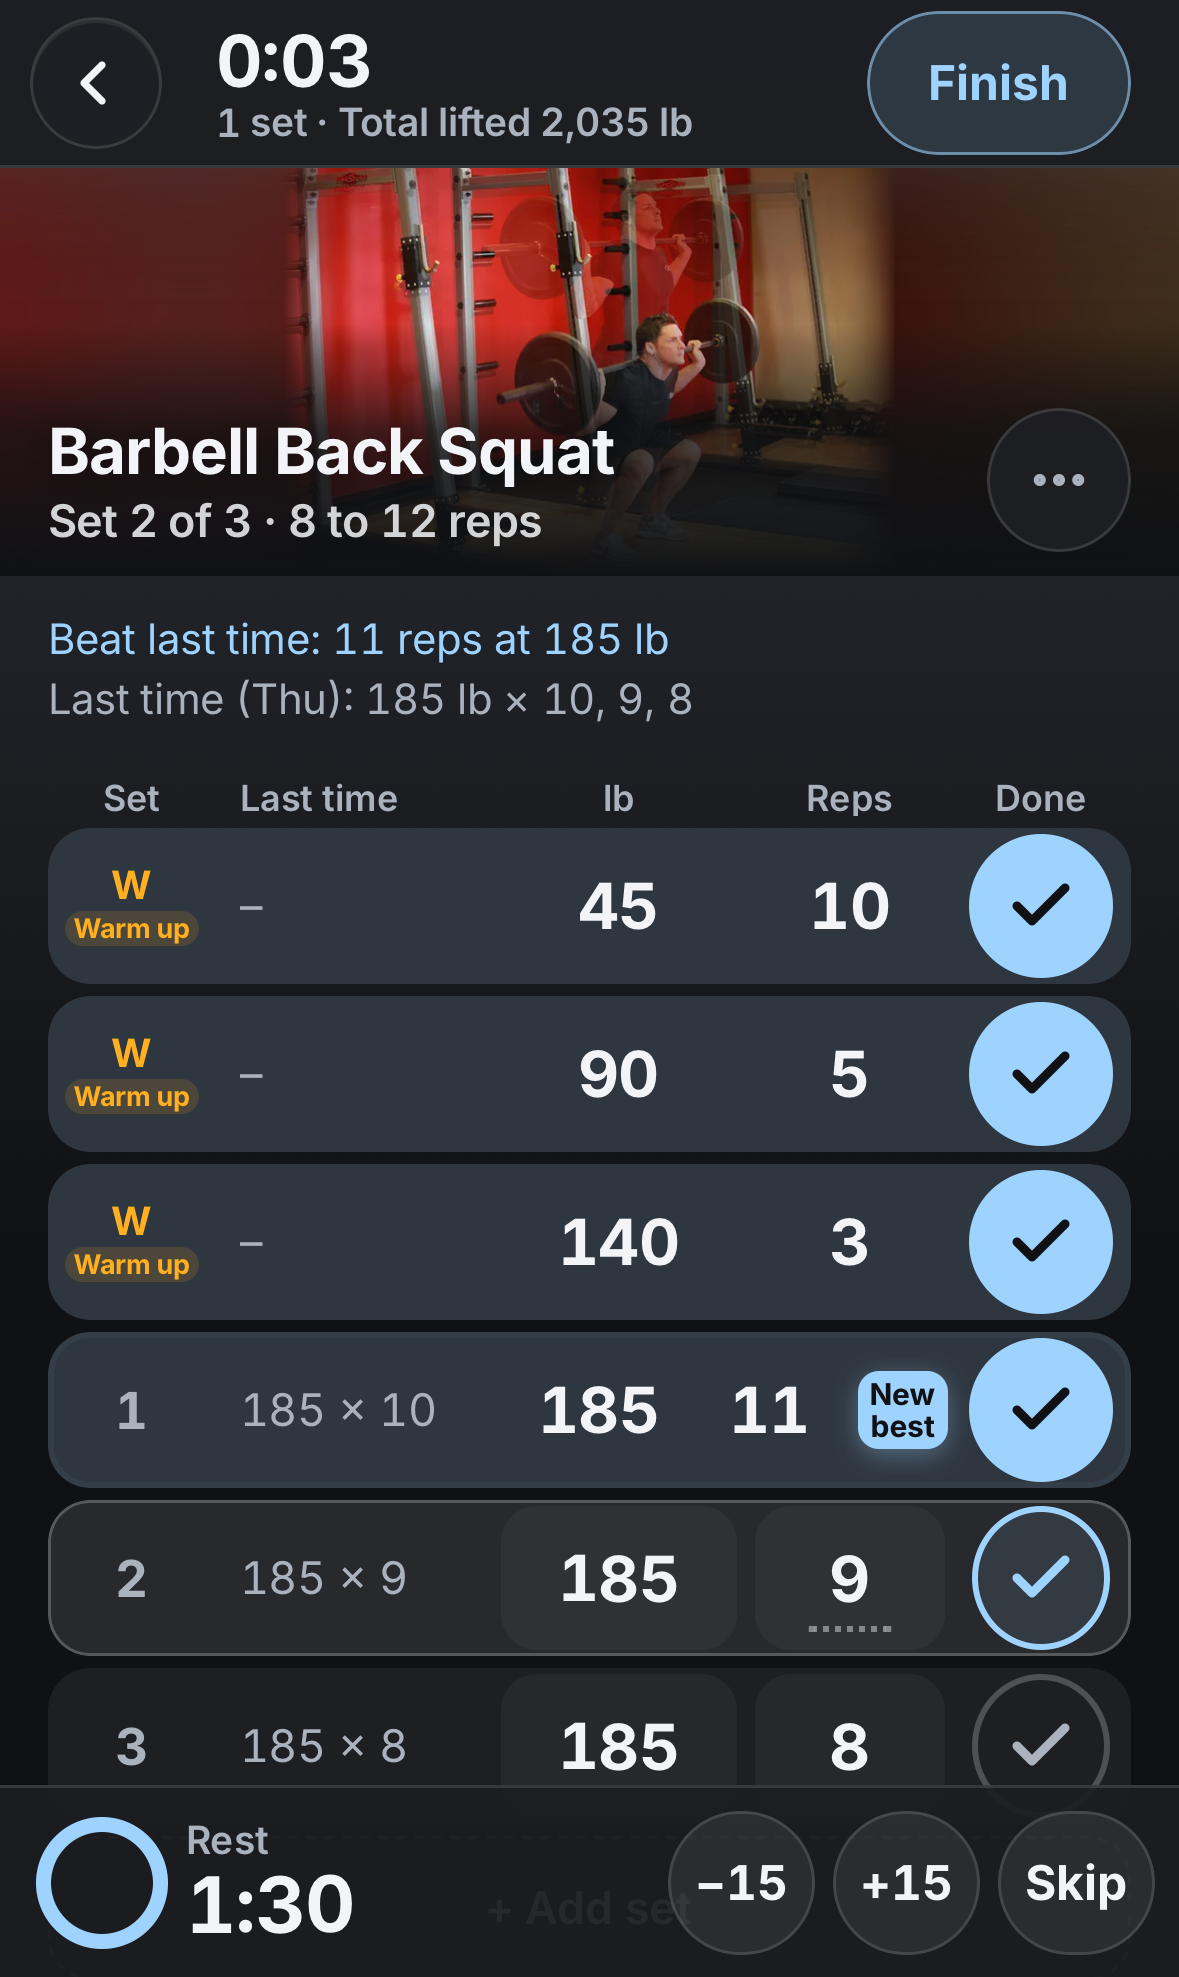 0:03
1 set · Total lifted 2,035 lb
Finish
Barbell Back Squat
Set 2 of 3 · 8 to 12 reps
Beat last time: 11 reps at 185 lb
Last time (Thu): 185 lb × 10, 9, 8
Set Last time lb Reps Done
W
Warm up
– 45 10
W
Warm up
– 90 5
W
Warm up
– 140 3
1 185 × 10 185 11 New best
2 185 × 9 185 9
3 185 × 8 185 8
+ Add set
Rest
1:30
−15 +15 Skip